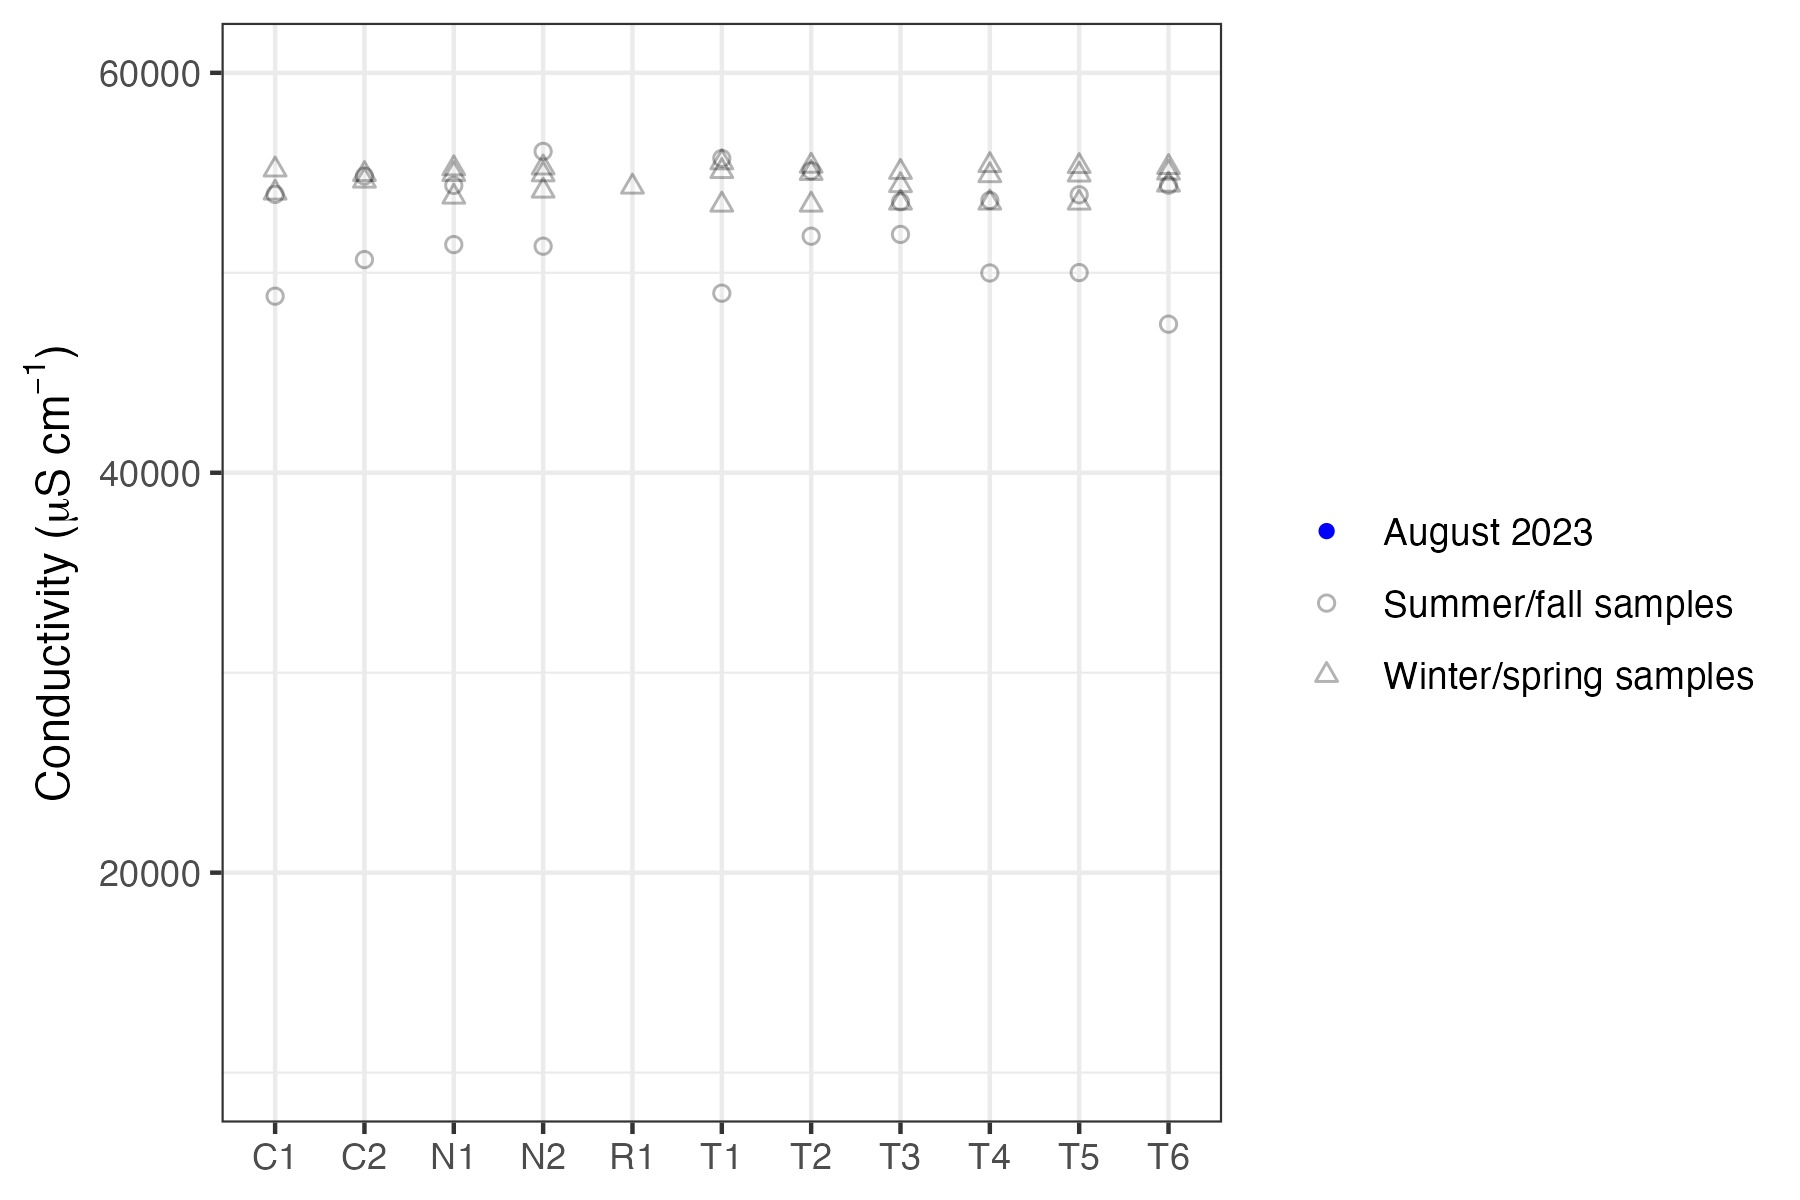 60000
40000
20000
Conductivity (μS cm⁻¹)
C1 C2 N1 N2 R1 T1 T2 T3 T4 T5 T6
August 2023
Summer/fall samples
Winter/spring samples